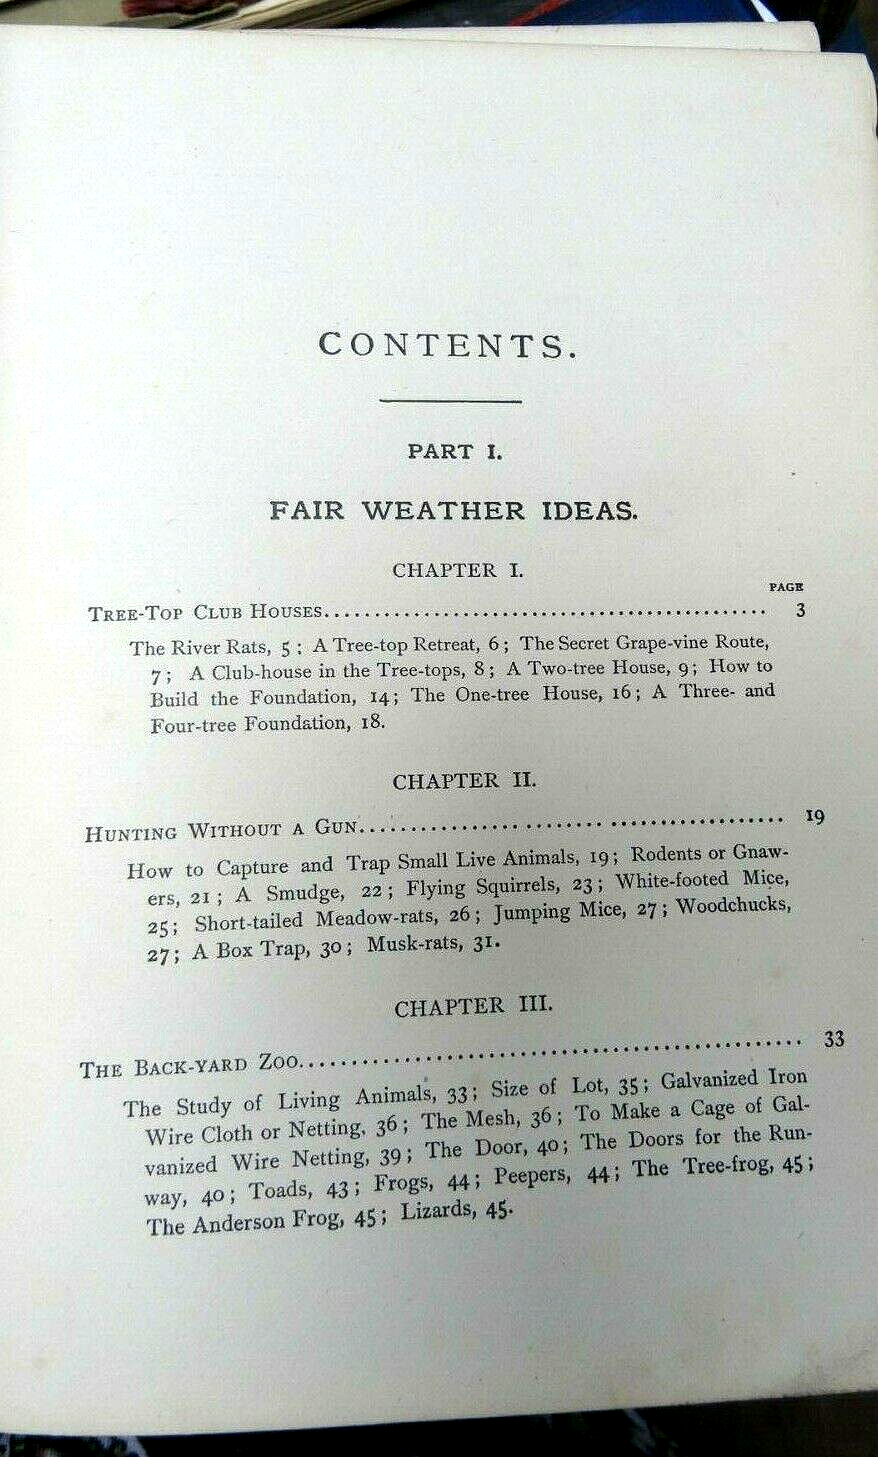 CONTENTS.
PART I.
FAIR WEATHER IDEAS.
CHAPTER I.
PAGE
TREE-TOP CLUB HOUSES............................................. 3
The River Rats, 5; A Tree-top Retreat, 6; The Secret Grape-vine Route,
7; A Club-house in the Tree-tops, 8; A Two-tree House, 9; How to
Build the Foundation, 14; The One-tree House, 16; A Three- and
Four-tree Foundation, 18.
CHAPTER II.
HUNTING WITHOUT A GUN............................................ 19
How to Capture and Trap Small Live Animals, 19; Rodents or Gnaw-
ers, 21; A Smudge, 22; Flying Squirrels, 23; White-footed Mice,
25; Short-tailed Meadow-rats, 26; Jumping Mice, 27; Woodchucks,
27; A Box Trap, 30; Musk-rats, 31.
CHAPTER III.
THE BACK-YARD ZOO................................................. 33
The Study of Living Animals, 33; Size of Lot, 35; Galvanized Iron
Wire Cloth or Netting, 36; The Mesh, 36; To Make a Cage of Gal-
vanized Wire Netting, 39; The Door, 40; The Doors for the Run-
way, 40; Toads, 43; Frogs, 44; Peepers, 44; The Tree-frog, 45;
The Anderson Frog, 45; Lizards, 45.